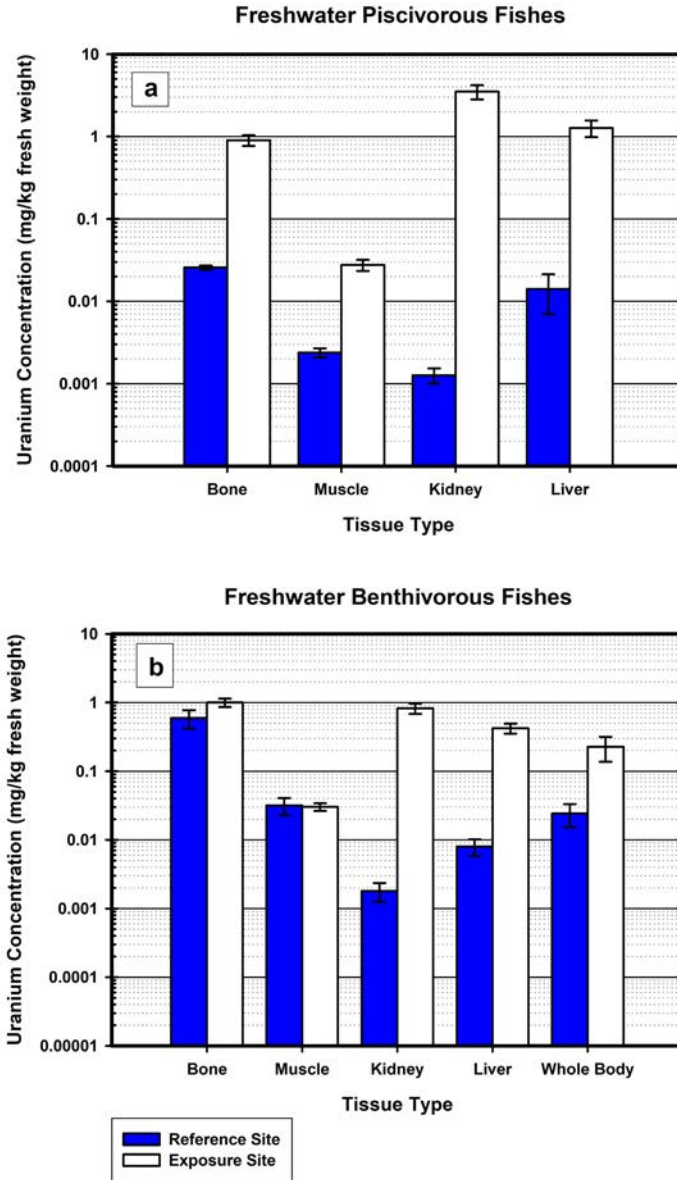 Freshwater Piscivorous Fishes
a
Uranium Concentration (mg/kg fresh weight)
10
1
0.1
0.01
0.001
0.0001
Bone Muscle Kidney Liver
Tissue Type
Freshwater Benthivorous Fishes
b
Uranium Concentration (mg/kg fresh weight)
10
1
0.1
0.01
0.001
0.0001
0.00001
Bone Muscle Kidney Liver Whole Body
Tissue Type
Reference Site
Exposure Site